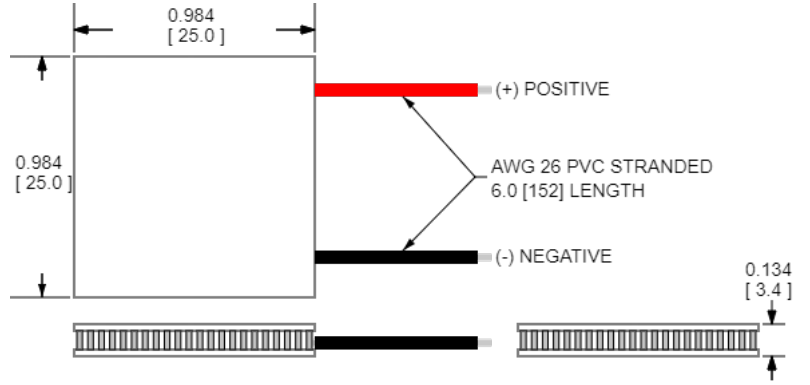 0.984
[ 25.0 ]
(+) POSITIVE
0.984
[ 25.0 ]
AWG 26 PVC STRANDED
6.0 [152] LENGTH
(-) NEGATIVE
0.134
[ 3.4 ]